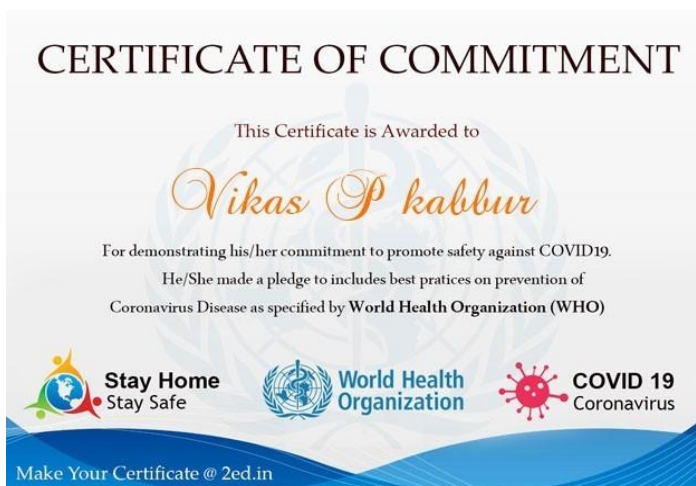 CERTIFICATE OF COMMITMENT
This Certificate is Awarded to
Vikas P kabbur
For demonstrating his/her commitment to promote safety against COVID19.
He/She made a pledge to includes best pratices on prevention of
Coronavirus Disease as specified by World Health Organization (WHO)
Stay Home
Stay Safe
World Health
Organization
COVID 19
Coronavirus
Make Your Certificate @ 2ed.in